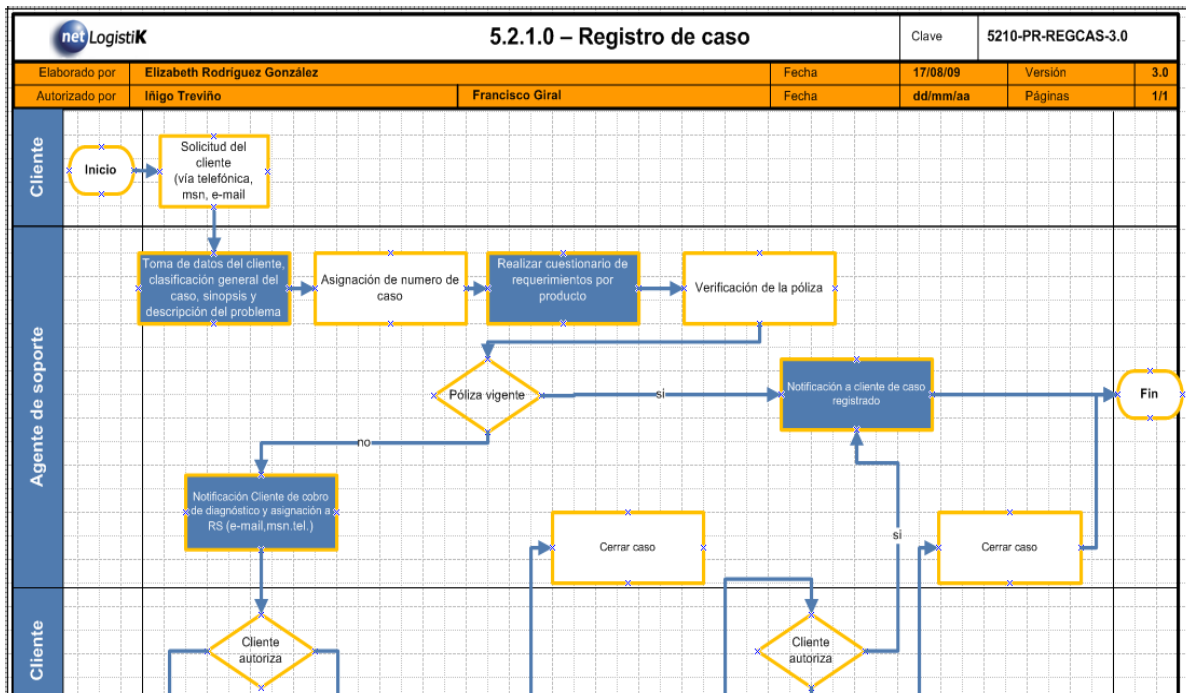 netLogistiK
5.2.1.0 – Registro de caso
Clave
5210-PR-REGCAS-3.0
Elaborado por
Elizabeth Rodríguez González
Fecha
17/08/09
Versión
3.0
Autorizado por
Iñigo Treviño
Francisco Giral
Fecha
dd/mm/aa
Páginas
1/1
Cliente
Inicio
Solicitud del
cliente
(vía telefónica,
msn, e-mail
Agente de soporte
Toma de datos del cliente,
clasificación general del
caso, sinopsis y
descripción del problema
Asignación de numero de
caso
Realizar cuestionario de
requerimientos por
producto
Verificación de la póliza
Póliza vigente
si
Notificación a cliente de caso
registrado
Fin
no
Notificación Cliente de cobro
de diagnóstico y asignación a
RS (e-mail,msn.tel.)
Cerrar caso
si
Cerrar caso
Cliente
Cliente
autoriza
Cliente
autoriza